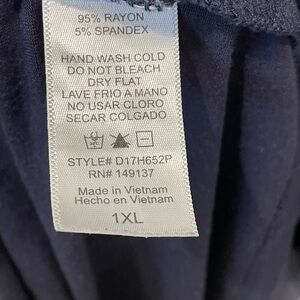 95% RAYON
5% SPANDEX
HAND WASH COLD
DO NOT BLEACH
DRY FLAT
LAVE FRIO A MANO
NO USAR CLORO
SECAR COLGADO
STYLE# D17H652P
RN# 149137
Made in Vietnam
Hecho en Vietnam
1XL